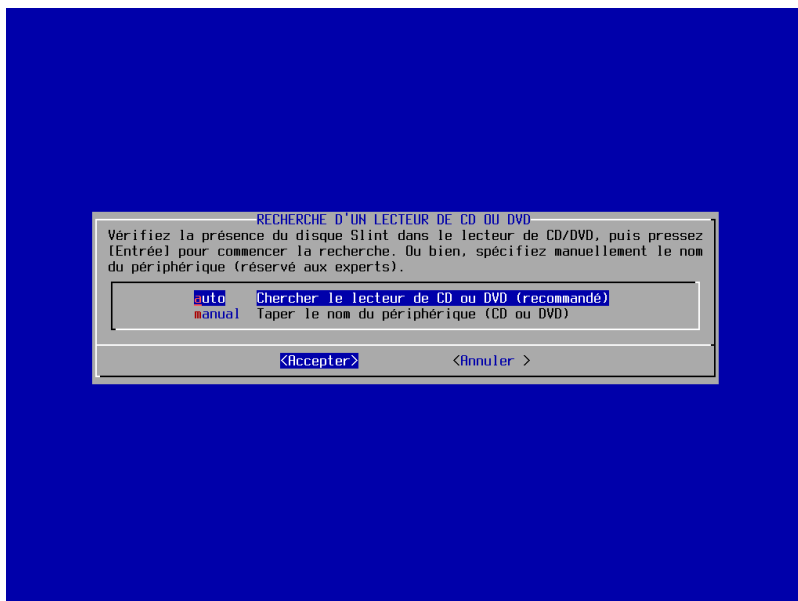 RECHERCHE D'UN LECTEUR DE CD OU DVD
Vérifiez la présence du disque Slint dans le lecteur de CD/DVD, puis pressez
[Entrée] pour commencer la recherche. Ou bien, spécifiez manuellement le nom
du périphérique (réservé aux experts).
auto Chercher le lecteur de CD ou DVD (recommandé)
manual Taper le nom du périphérique (CD ou DVD)
<Accepter> <Annuler >